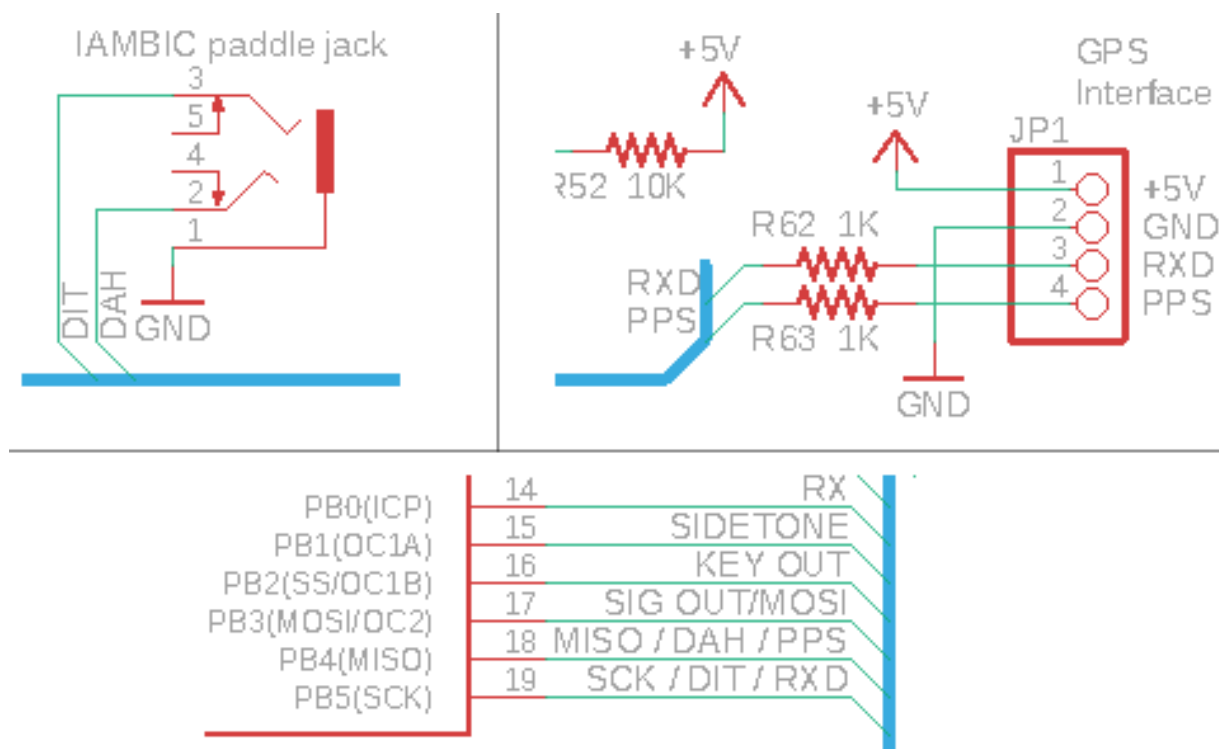 IAMBIC paddle jack
3
5
4
2
1
DIT
DAH
GND
+5V
R52 10K
+5V
GPS
Interface
JP1
1
+5V
2
GND
3
RXD
4
PPS
R62 1K
RXD
PPS
R63 1K
GND
PB0(ICP)
14
RX
PB1(OC1A)
15
SIDETONE
PB2(SS/OC1B)
16
KEY OUT
PB3(MOSI/OC2)
17
SIG OUT/MOSI
PB4(MISO)
18
MISO / DAH / PPS
PB5(SCK)
19
SCK / DIT / RXD